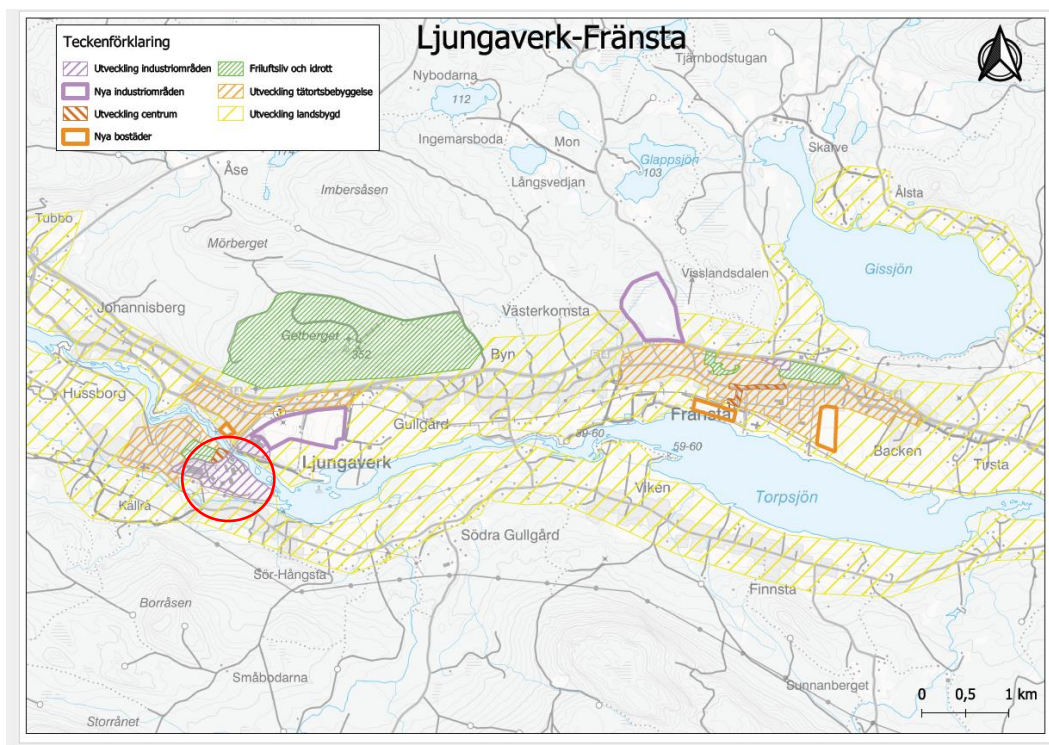 Ljungaverk-Fränsta
Teckenförklaring
Utveckling industriområden
Friluftsliv och idrott
Nya industriområden
Utveckling tätortsbebyggelse
Utveckling centrum
Utveckling landsbygd
Nya bostäder
Tjärnbodstugan
Nybodarna
112
Ingemarsboda
Mon
Skarve
Glappsjön
103
174
Åse
Långsvedjan
Imbersåsen
Ålsta
Tubbo
Mörberget
Gissjön
Visslandsdalen
Johannisberg
Västerkomsta
Getberget
352
Byn
Hussborg
Fränsta
Gullgård
59-60
59-60
Backen
Ljungaverk
Tirsta
Viken
Torpsjön
Källra
Södra Gullgård
Sör-Hångsta
Finnsta
Borråsen
Småbodarna
Sunnanberget
0 0,5 1 km
Storrånet